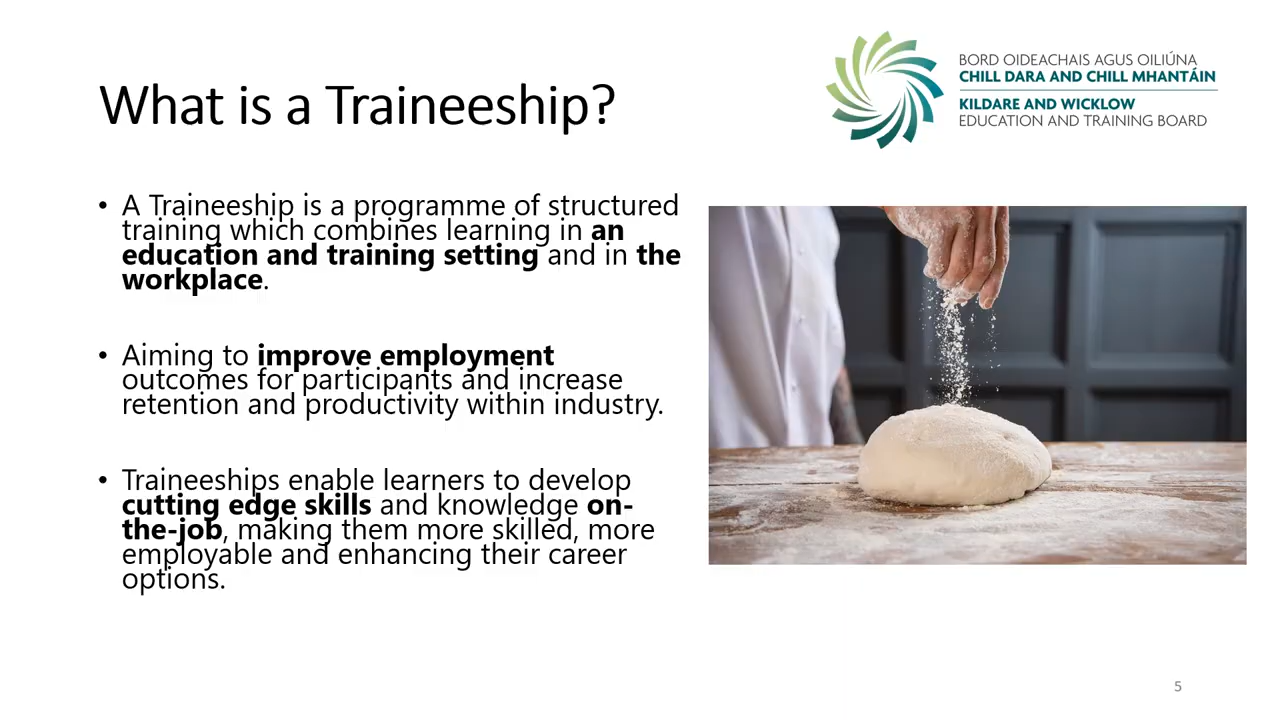 What is a Traineeship?
BORD OIDEACHAIS AGUS OILIÚNA
CHILL DARA AND CHILL MHANTÁIN
KILDARE AND WICKLOW
EDUCATION AND TRAINING BOARD
• A Traineeship is a programme of structured
training which combines learning in an
education and training setting and in the
workplace.
• Aiming to improve employment
outcomes for participants and increase
retention and productivity within industry.
• Traineeships enable learners to develop
cutting edge skills and knowledge on-
the-job, making them more skilled, more
employable and enhancing their career
options.
5